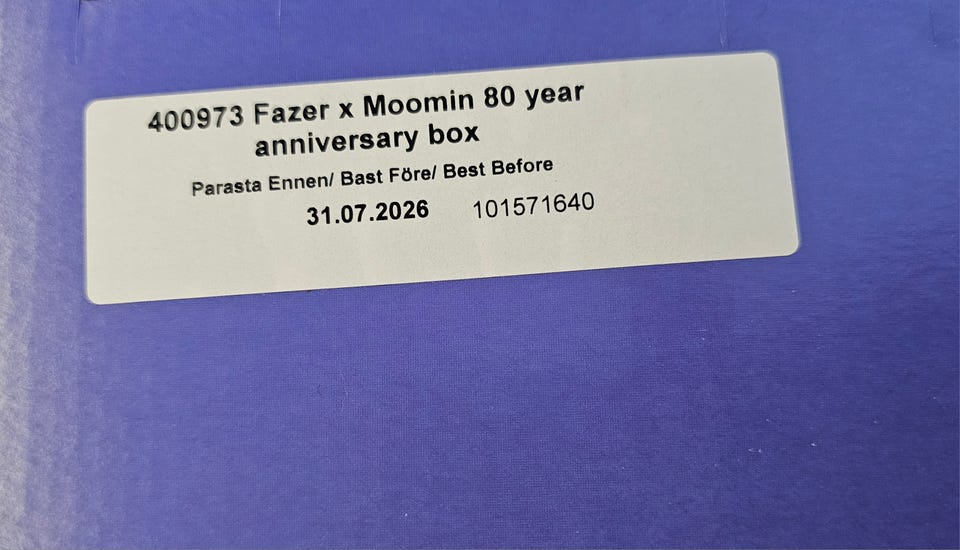 400973 Fazer x Moomin 80 year
anniversary box
Parasta Ennen/ Bast Före/ Best Before
31.07.2026 101571640